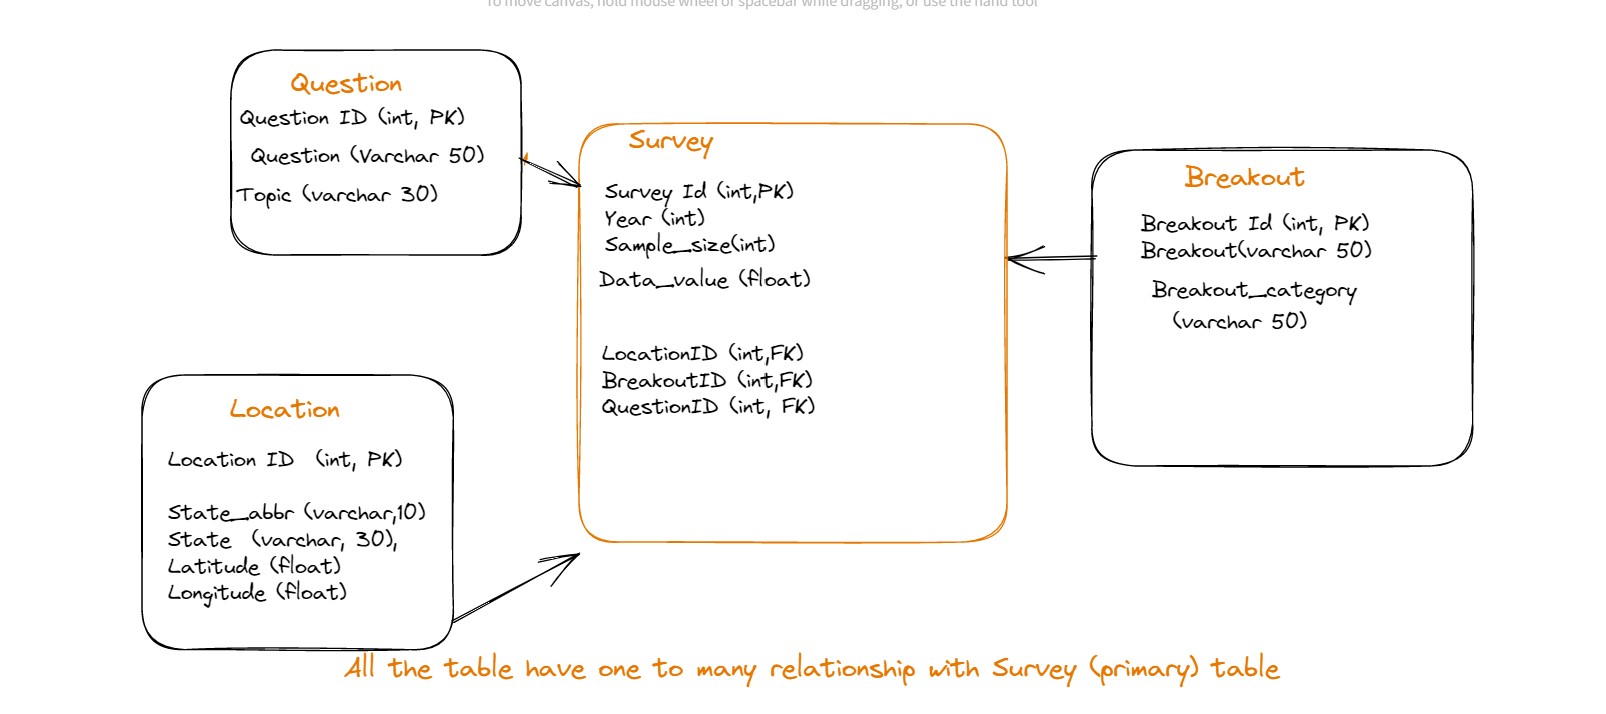 To move canvas, hold mouse wheel or spacebar while dragging, or use the hand tool
Question
Question ID (int, PK)
Question (Varchar 50)
Topic (varchar 30)
Survey
Survey Id (int,PK)
Year (int)
Sample_size(int)
Data_value (float)
LocationID (int,FK)
BreakoutID (int,FK)
QuestionID (int, FK)
Breakout
Breakout Id (int, PK)
Breakout(varchar 50)
Breakout_category
(varchar 50)
Location
Location ID (int, PK)
State_abbr (varchar,10)
State (varchar, 30),
Latitude (float)
Longitude (float)
All the table have one to many relationship with Survey (primary) table